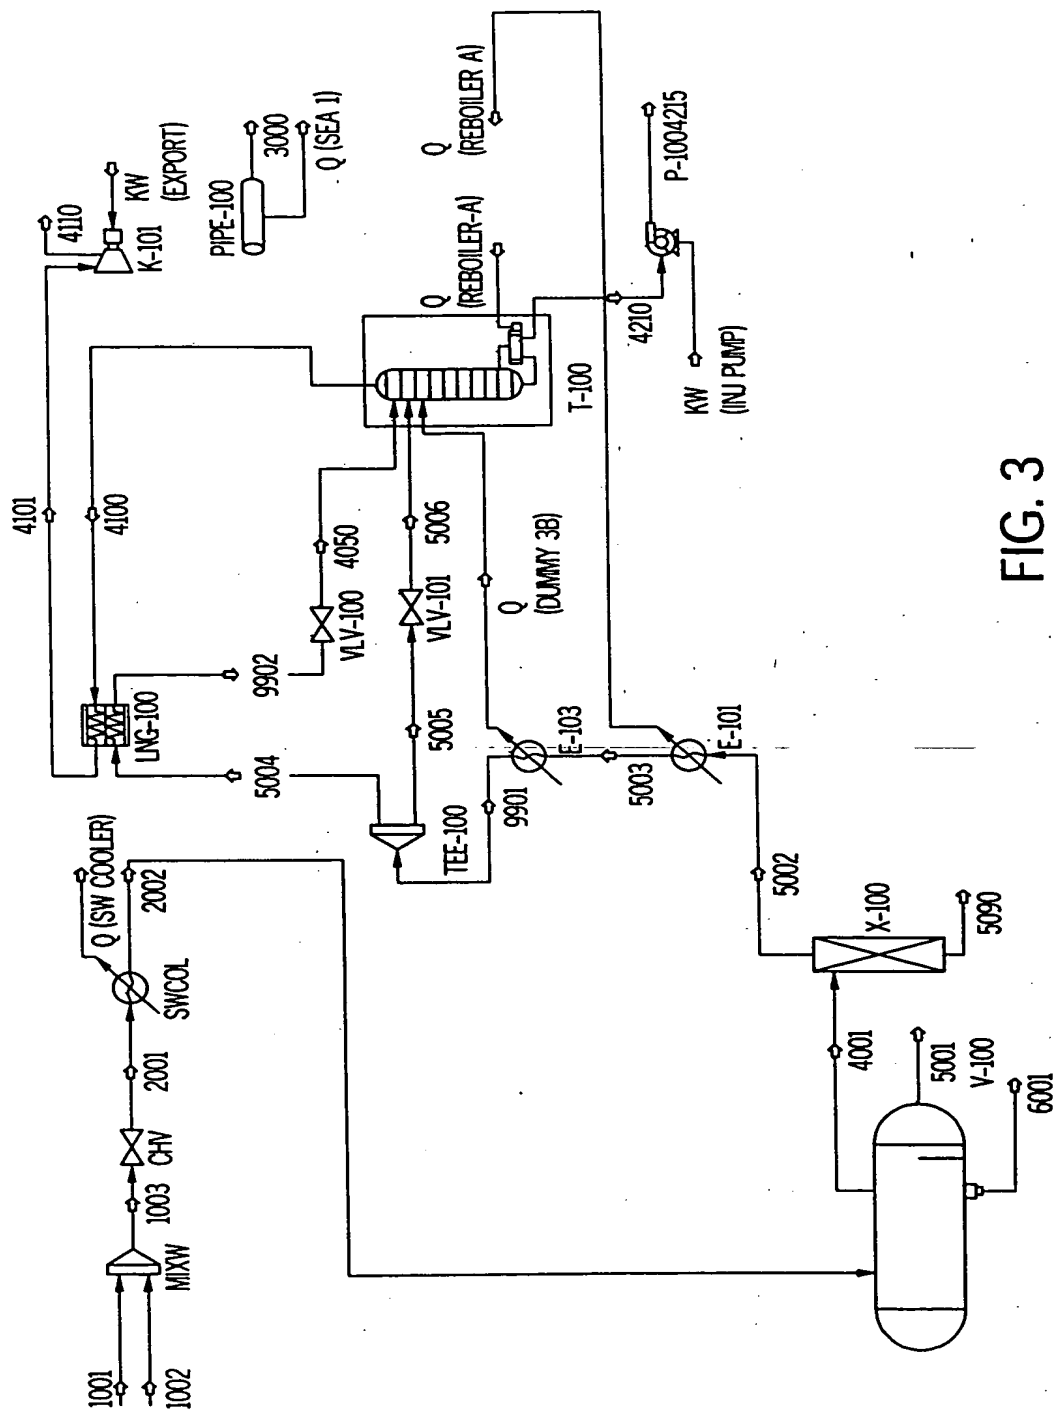 1001
1002
MIXW
1003
CHV
2001
SWCOL
Q (SW COOLER)
2002
4101
4100
LNG-100
5004
9902
VLV-100
4050
TEE-100
5005
VLV-101
5006
9901
E-103
Q
(DUMMY 3B)
5003
E-101
5002
X-100
5090
4001
5001
V-100
6001
4110
K-101
KW
(EXPORT)
PIPE-100
3000
Q (SEA 1)
T-100
Q
(REBOILER-A)
Q
(REBOILER A)
4210
KW
(INJ PUMP)
P-1004215
FIG. 3